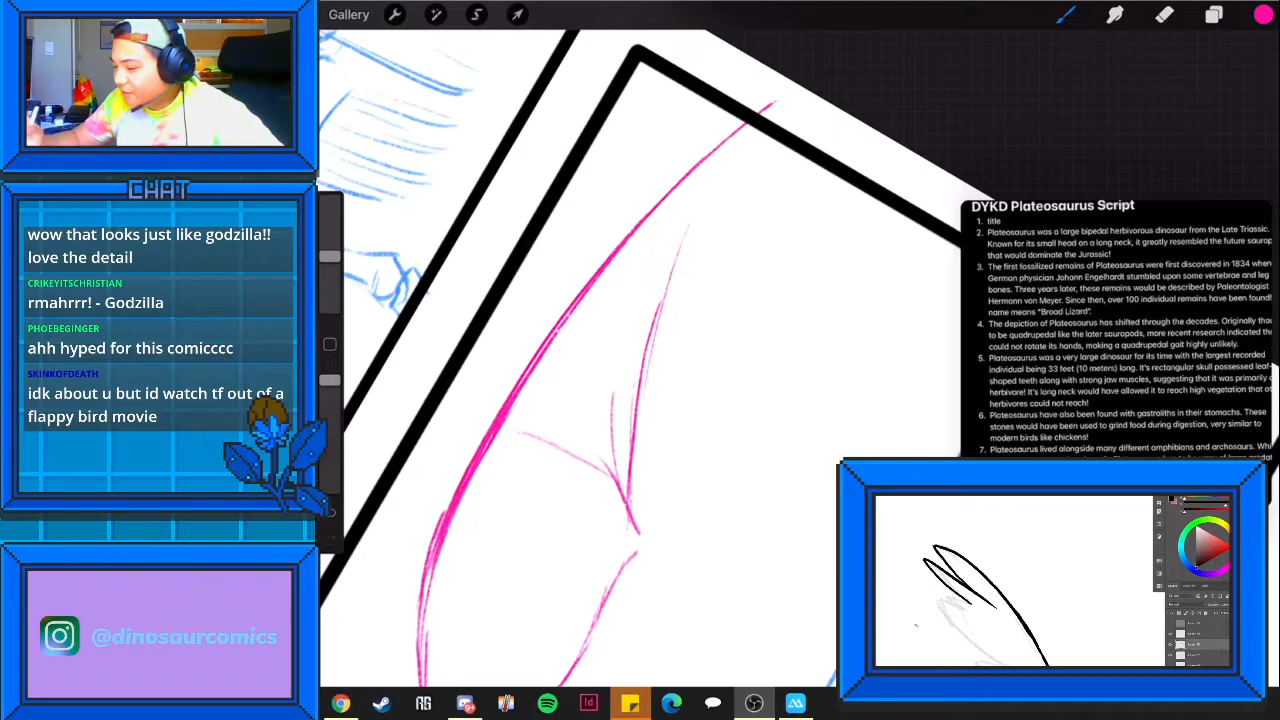 Gallery
CHAT
wow that looks just like godzilla!!
love the detail
CRIKEYITSCHRISTIAN
rmahrrr! - Godzilla
PHOEBEGINGER
ahh hyped for this comicccc
SKINKOFDEATH
idk about u but id watch tf out of a
flappy bird movie
@dinosaurcomics
DYKD Plateosaurus Script
1. title
2. Plateosaurus was a large bipedal herbivorous dinosaur from the Late Triassic.
Known for its small head on a long neck, it greatly resembled the future saurop
that would dominate the Jurassic!
3. The first fossilized remains of Plateosaurus were first discovered in 1834 when
German physician Johann Engelhardt stumbled upon some vertebrae and leg
bones. Three years later, these remains would be described by Paleontologist
Hermann von Meyer. Since then, over 100 individual remains have been found!
name means "Broad Lizard".
4. The depiction of Plateosaurus has shifted through the decades. Originally thou
to be quadrupedal like the later sauropods, more recent research indicated the
could not rotate its hands, making a quadrupedal gait highly unlikely.
5. Plateosaurus was a very large dinosaur for its time with the largest recorded
individual being 33 feet (10 meters) long. It's rectangular skull possessed leaf-
shaped teeth along with strong jaw muscles, suggesting that it was primarily a
herbivore! It's long neck would have allowed it to reach high vegetation that ot
herbivores could not reach!
6. Plateosaurus have also been found with gastroliths in their stomachs. These
stones would have been used to grind food during digestion, very similar to
modern birds like chickens!
7. Plateosaurus lived alongside many different amphibians and archosaurs. Whi
Id